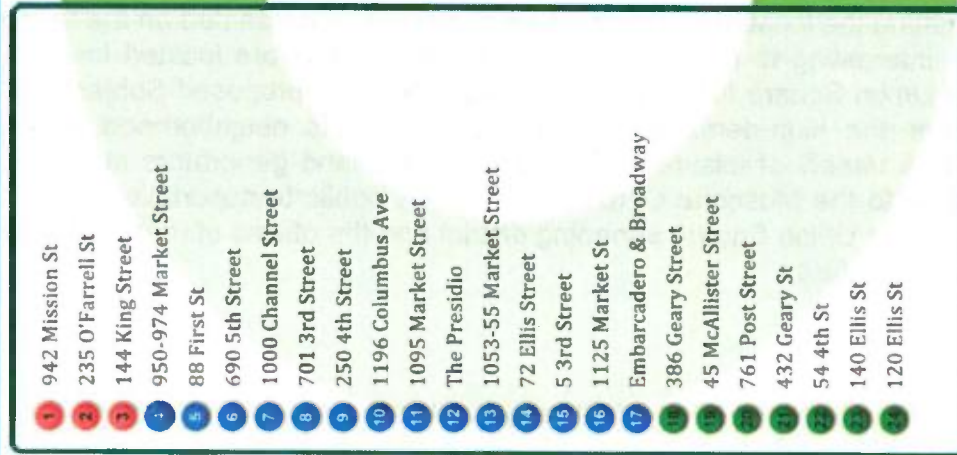 1 942 Mission St
2 235 O'Farrell St
3 144 King Street
4 950-974 Market Street
5 88 First St
6 690 5th Street
7 1000 Channel Street
8 701 3rd Street
9 250 4th Street
10 1196 Columbus Ave
11 1095 Market Street
12 The Presidio
13 1053-55 Market Street
14 72 Ellis Street
15 5 3rd Street
16 1125 Market St
17 Embarcadero & Broadway
18 386 Geary Street
19 45 McAllister Street
20 761 Post Street
21 432 Geary St
22 54 4th St
23 140 Ellis St
24 120 Ellis St